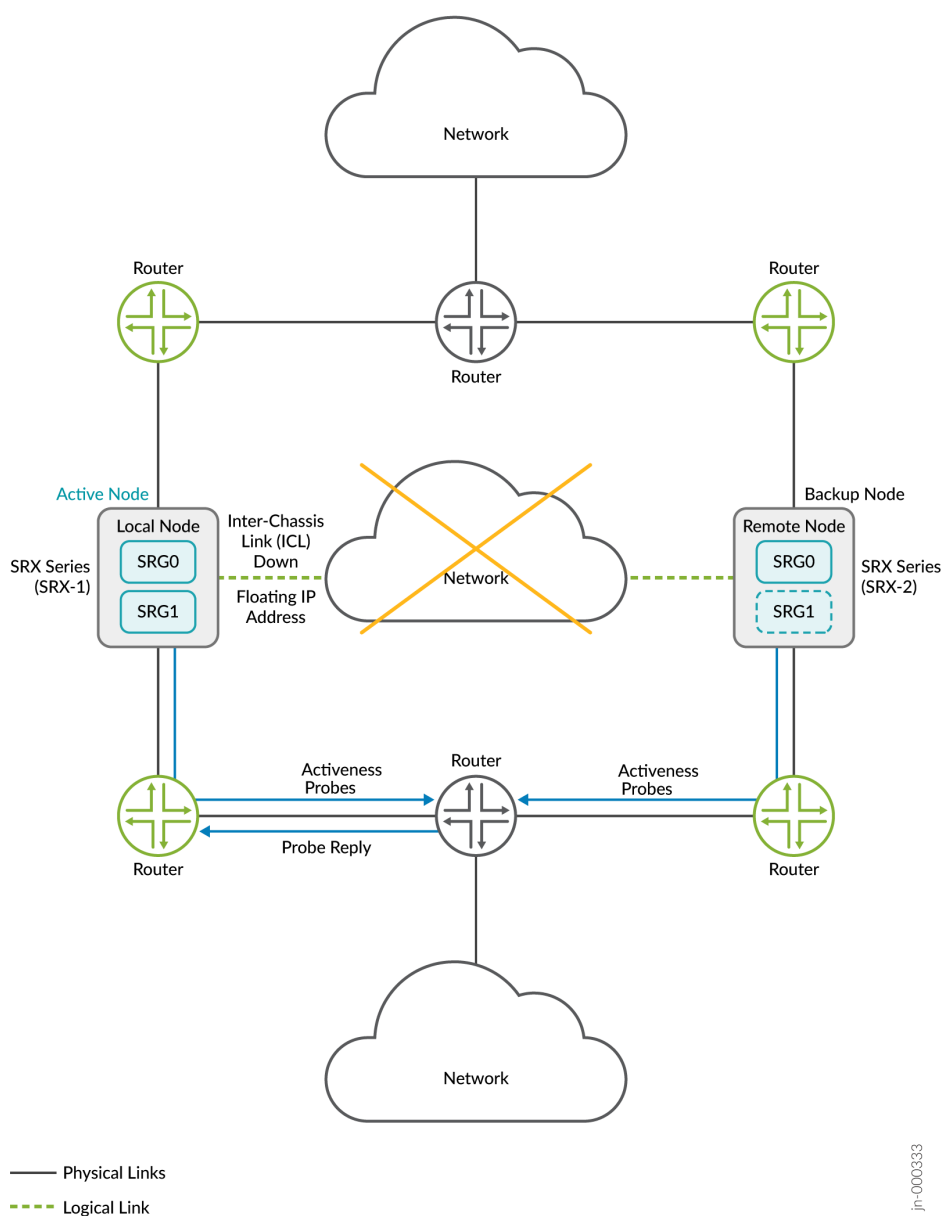 Network
Router
Router
Router
Active Node
Backup Node
Local Node
SRG0
SRG1
SRX Series
(SRX-1)
Inter-Chassis
Link (ICL)
Down
Floating IP
Address
Network
Remote Node
SRG0
SRG1
SRX Series
(SRX-2)
Activeness
Probes
Router
Activeness
Probes
Probe Reply
Router
Router
Network
Physical Links
Logical Link
jn-000333